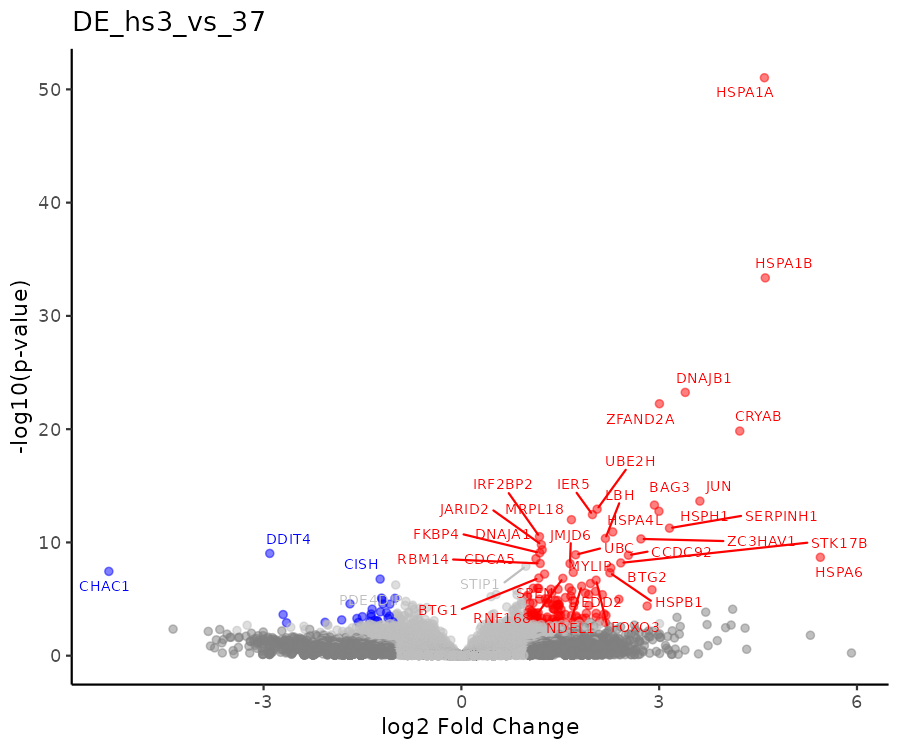 DE_hs3_vs_37
50
HSPA1A
40
HSPA1B
30
DNAJB1
ZFAND2A
CRYAB
20
UBE2H
IRF2BP2
IER5
BAG3
JUN
LBH
JARID2
MRPL18
HSPH1
SERPINH1
HSPA4L
FKBP4
DNAJA1
JMJD6
ZC3HAV1
STK17B
10
DDIT4
UBC
CCDC92
RBM14
CDCA5
CISH
MYLIP
HSPA6
BTG2
CHAC1
STIP1
PDE4
EDD2
HSPB1
BTG1
RNF168
NDEL1
FOXO3
0
-3
0
3
6
log2 Fold Change
-log10(p-value)